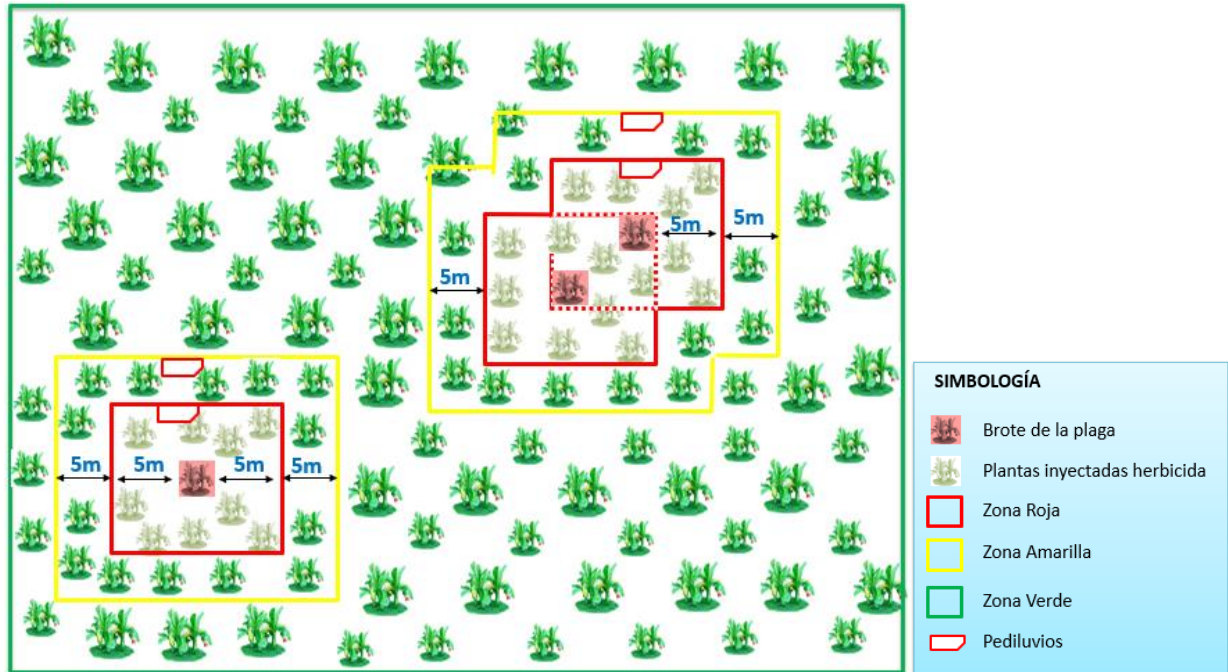 5m
5m
5m
5m
5m
5m
5m
SIMBOLOGÍA
Brote de la plaga
Plantas inyectadas herbicida
Zona Roja
Zona Amarilla
Zona Verde
Pediluvios